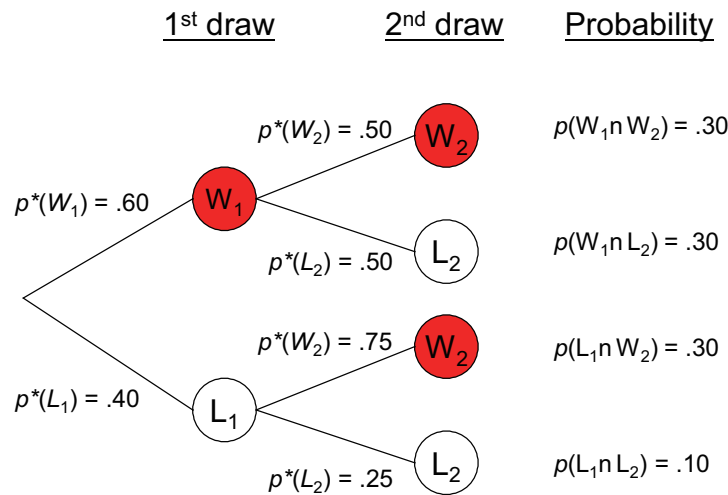 1st draw 2nd draw Probability
p*(W2) = .50 W2 p(W1n W2) = .30
p*(W1) = .60 W1
p*(L2) = .50 L2 p(W1n L2) = .30
p*(W2) = .75 W2 p(L1n W2) = .30
p*(L1) = .40 L1
p*(L2) = .25 L2 p(L1n L2) = .10